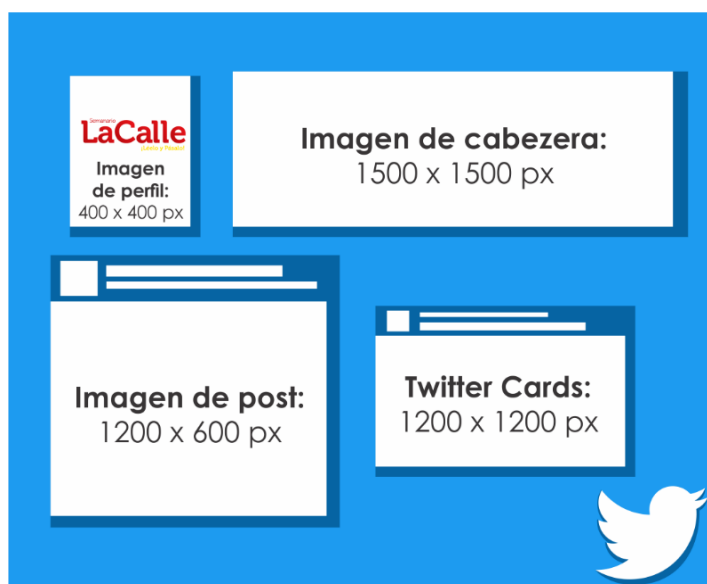 Semanario
LaCalle
Imagen
de perfil:
400 x 400 px
Imagen de cabezera:
1500 x 1500 px
Imagen de post:
1200 x 600 px
Twitter Cards:
1200 x 1200 px